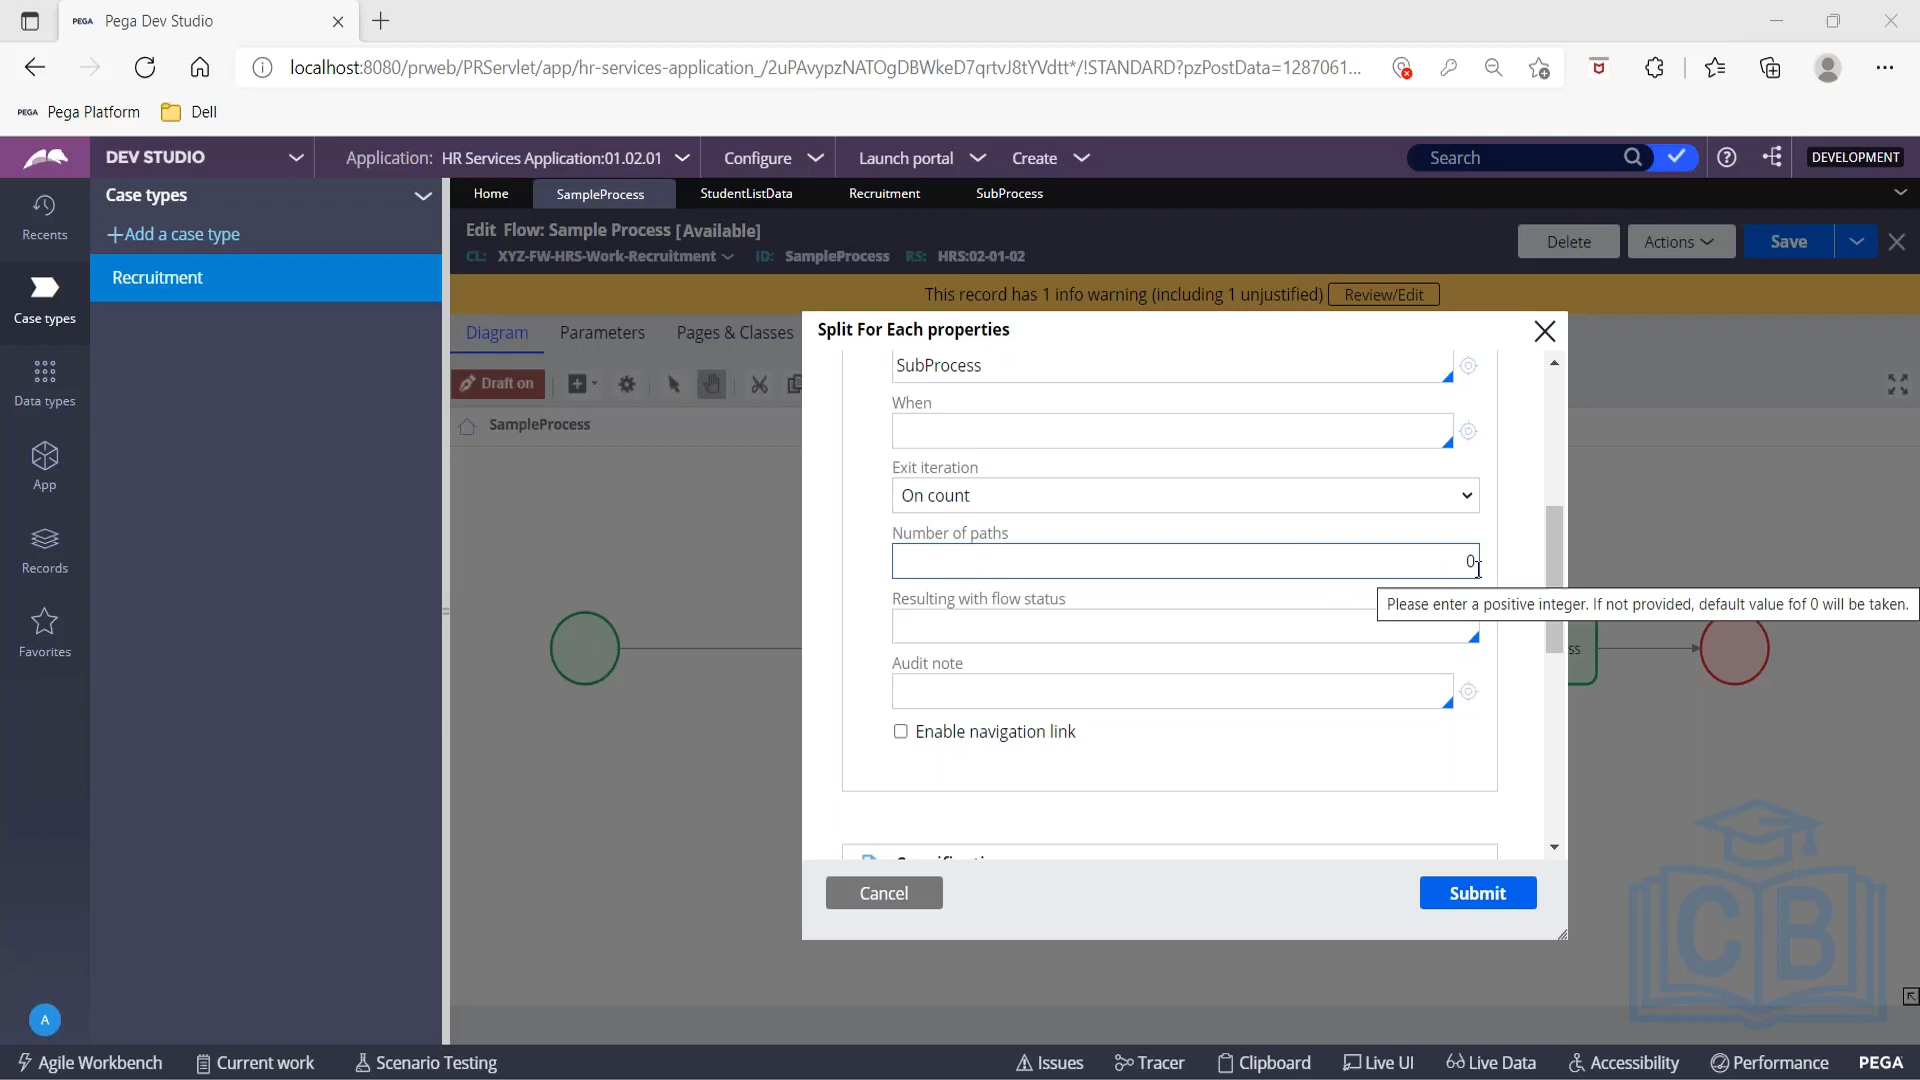 PEGA Pega Dev Studio
localhost:8080/prweb/PRServlet/app/hr-services-application_/2uPAvypzNATOgDBWkeD7qrtvJ8tYVdtt*/!STANDARD?pzPostData=1287061...
PEGA Pega Platform Dell
DEV STUDIO Application: HR Services Application:01.02.01 Configure Launch portal Create Search DEVELOPMENT
Recents
Case types
Data types
App
Records
Favorites
A
Case types
+Add a case type
Recruitment
Home SampleProcess StudentListData Recruitment SubProcess
Edit Flow: Sample Process [Available]
CL: XYZ-FW-HRS-Work-Recruitment ID: SampleProcess RS: HRS:02-01-02
Delete Actions Save
This record has 1 info warning (including 1 unjustified) Review/Edit
Diagram Parameters Pages & Classes
Draft on
SampleProcess
ss
Split For Each properties
SubProcess
When
Exit iteration
On count
Number of paths
0
Please enter a positive integer. If not provided, default value fof 0 will be taken.
Resulting with flow status
Audit note
Enable navigation link
Cancel Submit
CB
Agile Workbench Current work Scenario Testing Issues Tracer Clipboard Live UI Live Data Accessibility Performance PEGA